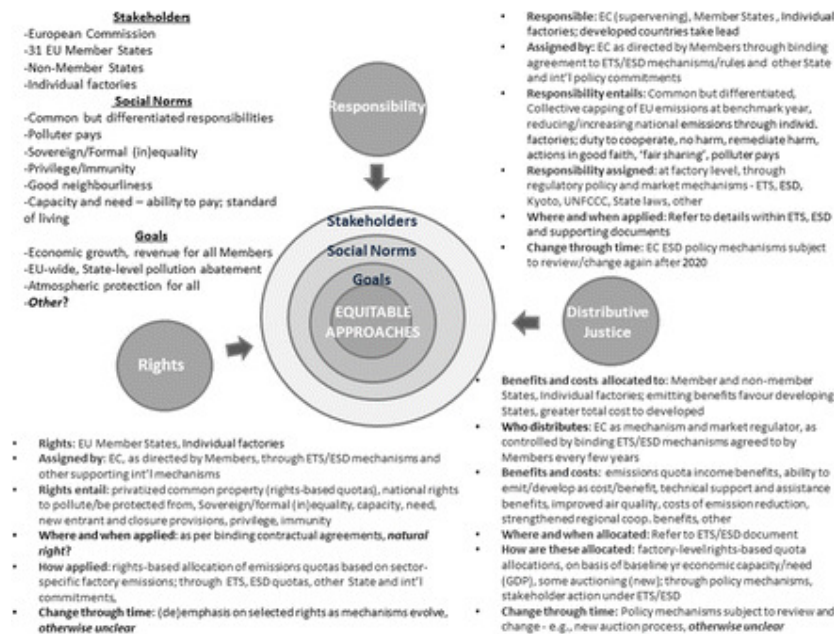 Stakeholders
-European Commission
-31 EU Member States
-Non-Member States
-Individual factories
Social Norms
-Common but differentiated responsibilities
-Polluter pays
-Sovereign/Formal (in)equality
-Privilege/Immunity
-Good neighbourliness
-Capacity and need – ability to pay; standard
of living
Goals
-Economic growth, revenue for all Members
-EU-wide, State-level pollution abatement
-Atmospheric protection for all
-Other?
Responsibility
• Responsible: EC (supervening), Member States, Individual
factories; developed countries take lead
• Assigned by: EC as directed by Members through binding
agreement to ETS/ESD mechanisms/rules and other State
and int'l policy commitments
• Responsibility entails: Common but differentiated,
Collective capping of EU emissions at benchmark year,
reducing/increasing national emissions through individ.
factories; duty to cooperate, no harm, remediate harm,
actions in good faith, 'fair sharing', polluter pays
• Responsibility assigned: at factory level, through
regulatory policy and market mechanisms - ETS, ESD,
Kyoto, UNFCCC, State laws, other
• Where and when applied: Refer to details within ETS, ESD
and supporting documents
• Change through time: EC ESD policy mechanisms subject
to review/change again after 2020
Stakeholders
Social Norms
Goals
EQUITABLE
APPROACHES
Rights
Distributive
Justice
• Rights: EU Member States, Individual factories
• Assigned by: EC, as directed by Members, through ETS/ESD mechanisms and
other supporting int'l mechanisms
• Rights entail: privatized common property (rights-based quotas), national rights
to pollute/be protected from, Sovereign/formal (in)equality, capacity, need,
new entrant and closure provisions, privilege, immunity
• Where and when applied: as per binding contractual agreements, natural
right?
• How applied: rights-based allocation of emissions quotas based on sector-
specific factory emissions; through ETS, ESD quotas, other State and int'l
commitments,
• Change through time: (de)emphasis on selected rights as mechanisms evolve,
otherwise unclear
• Benefits and costs allocated to: Member and non-member
States, Individual factories; emitting benefits favour developing
States, greater total cost to developed
• Who distributes: EC as mechanism and market regulator, as
controlled by binding ETS/ESD mechanisms agreed to by
Members every few years
• Benefits and costs: emissions quota income benefits, ability to
emit/develop as cost/benefit, technical support and assistance
benefits, improved air quality, costs of emission reduction,
strengthened regional coop. benefits, other
• Where and when allocated: Refer to ETS/ESD document
• How are these allocated: factory-level rights-based quota
allocations, on basis of baseline yr economic capacity/need
(GDP), some auctioning (new); through policy mechanisms,
stakeholder action under ETS/ESD
• Change through time: Policy mechanisms subject to review and
change - e.g., new auction process, otherwise unclear